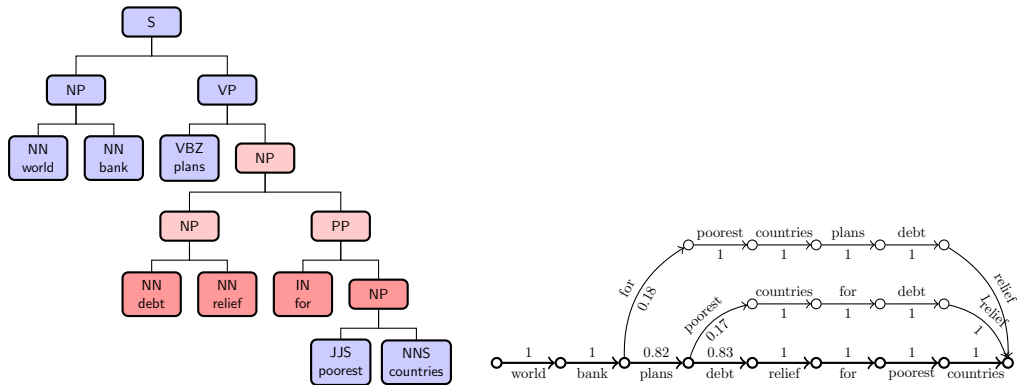 S
NP VP
NN world NN bank VBZ plans NP
NP PP
NN debt NN relief IN for NP
JJS poorest NNS countries
poorest countries plans debt
1 1 1 1
for 0.18
relief 1
poorest 0.17
countries for debt
1 1 1
relief 1
1 1 0.82 0.83 1 1 1 1
world bank plans debt relief for poorest countries